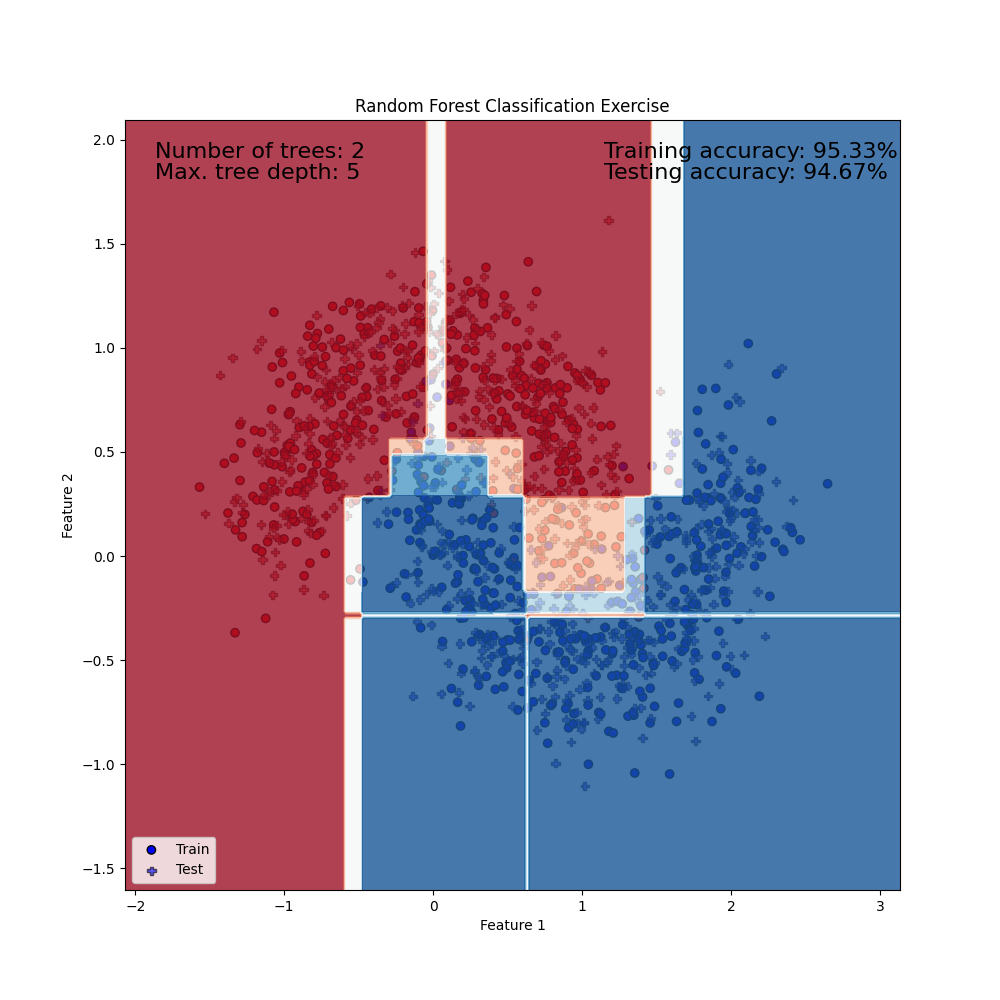 Random Forest Classification Exercise
Number of trees: 2
Max. tree depth: 5
Training accuracy: 95.33%
Testing accuracy: 94.67%
2.0
1.5
1.0
0.5
0.0
−0.5
−1.0
−1.5
Feature 2
Train
Test
−2
−1
0
1
2
3
Feature 1